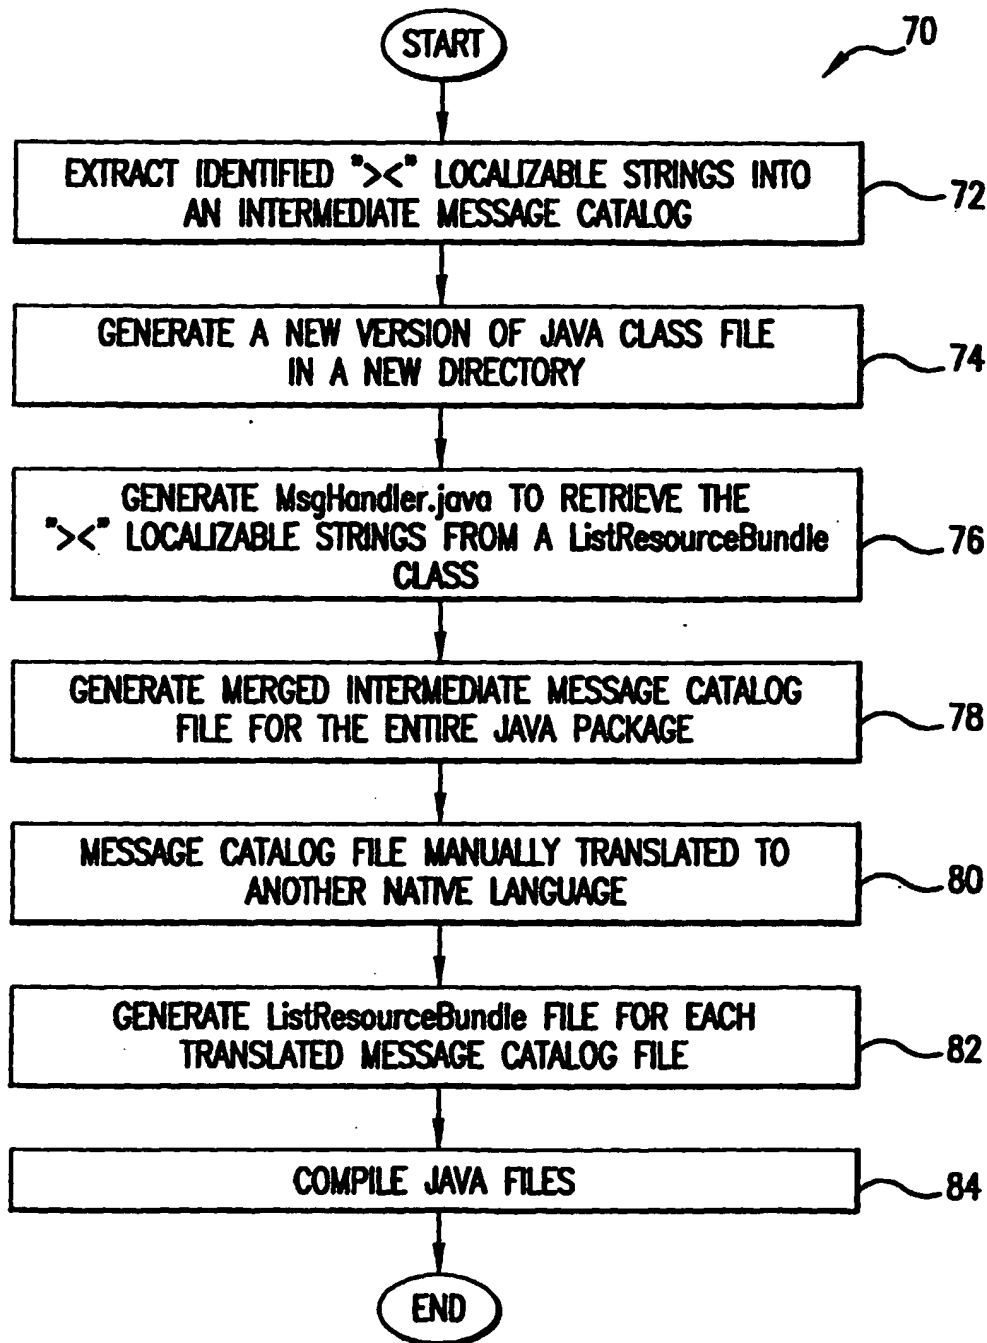 START
70
EXTRACT IDENTIFIED "><" LOCALIZABLE STRINGS INTO
AN INTERMEDIATE MESSAGE CATALOG
72
GENERATE A NEW VERSION OF JAVA CLASS FILE
IN A NEW DIRECTORY
74
GENERATE MsgHandler.java TO RETRIEVE THE
"><" LOCALIZABLE STRINGS FROM A ListResourceBundle
CLASS
76
GENERATE MERGED INTERMEDIATE MESSAGE CATALOG
FILE FOR THE ENTIRE JAVA PACKAGE
78
MESSAGE CATALOG FILE MANUALLY TRANSLATED TO
ANOTHER NATIVE LANGUAGE
80
GENERATE ListResourceBundle FILE FOR EACH
TRANSLATED MESSAGE CATALOG FILE
82
COMPILE JAVA FILES
84
END